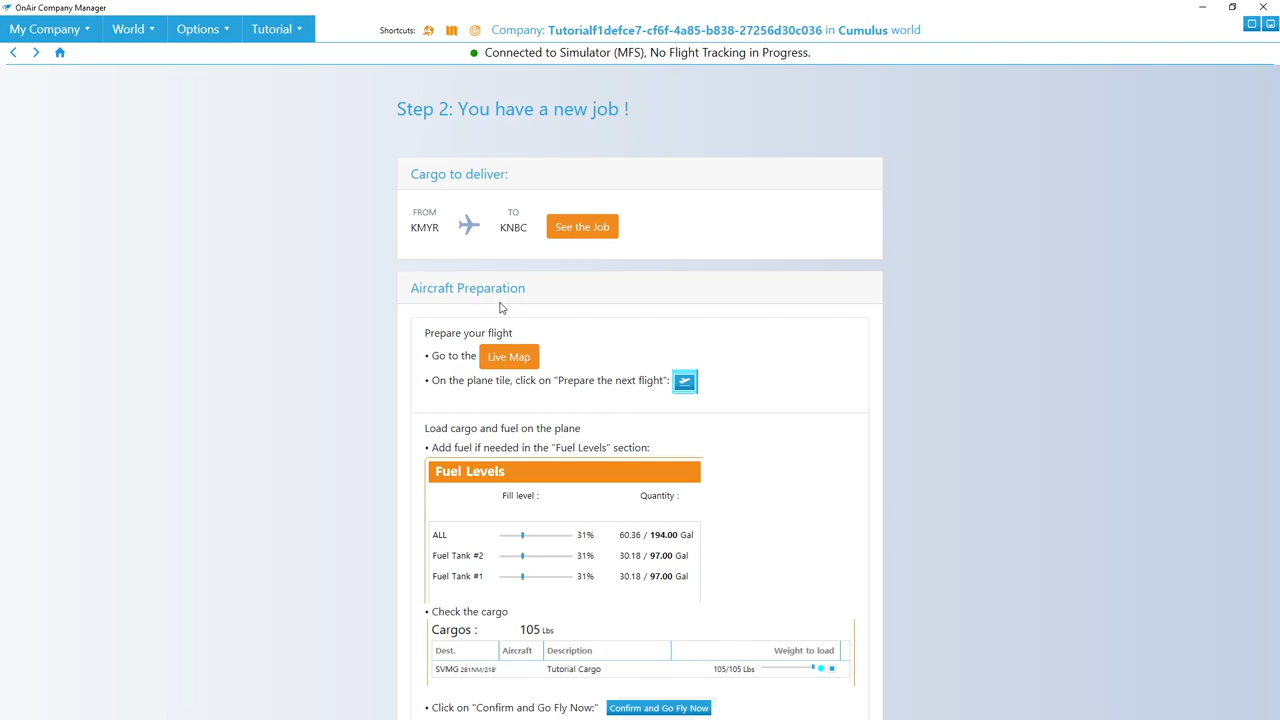 OnAir Company Manager
My Company World Options Tutorial Shortcuts: Company: Tutorialf1defce7-cf6f-4a85-b838-27256d30c036 in Cumulus world
Connected to Simulator (MFS), No Flight Tracking in Progress.
Step 2: You have a new job !
Cargo to deliver:
FROM TO
KMYR KNBC See the Job
Aircraft Preparation
Prepare your flight
• Go to the Live Map
• On the plane tile, click on "Prepare the next flight":
Load cargo and fuel on the plane
• Add fuel if needed in the "Fuel Levels" section:
Fuel Levels
Fill level : Quantity :
ALL 31% 60.36 / 194.00 Gal
Fuel Tank #2 31% 30.18 / 97.00 Gal
Fuel Tank #1 31% 30.18 / 97.00 Gal
• Check the cargo
Cargos : 105 Lbs
Dest. Aircraft Description Weight to load
SVMG 281NM/218° Tutorial Cargo 105/105 Lbs
• Click on "Confirm and Go Fly Now:" Confirm and Go Fly Now